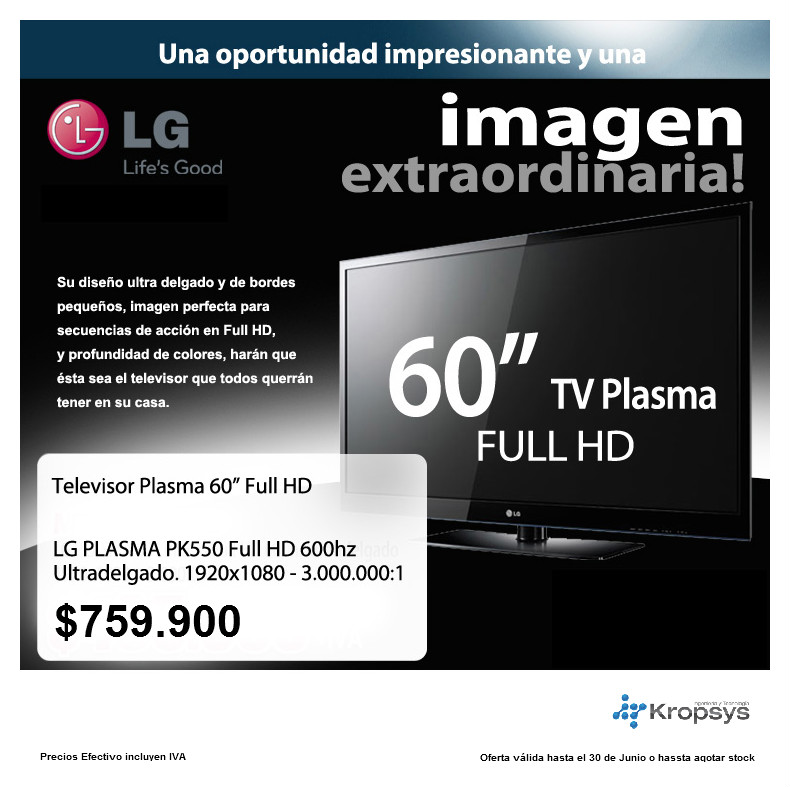 Una oportunidad impresionante y una
imagen
extraordinaria!
LG
Life's Good
Su diseño ultra delgado y de bordes
pequeños, imagen perfecta para
secuencias de acción en Full HD,
y profundidad de colores, harán que
ésta sea el televisor que todos querrán
tener en su casa.
60” TV Plasma
FULL HD
LG
Televisor Plasma 60” Full HD
LG PLASMA PK550 Full HD 600hz
Ultradelgado. 1920x1080 - 3.000.000:1
$759.900
Ingeniería y Tecnología
Kropsys
Precios Efectivo incluyen IVA
Oferta válida hasta el 30 de Junio o hassta agotar stock